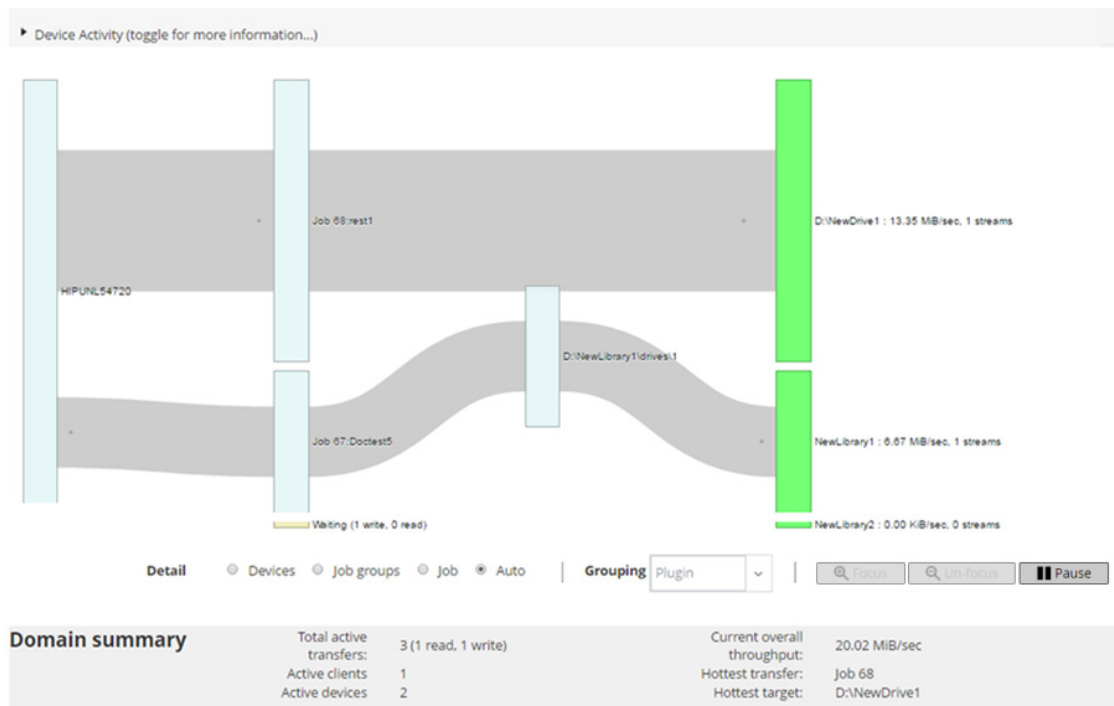 Device Activity (toggle for more information...)
Job 68:rest1
D:\NewDrive1 : 13.35 MiB/sec, 1 streams
HIPUNL54720
D:\NewLibrary1\drives\1
Job 67:Doctest5
NewLibrary1 : 6.67 MiB/sec, 1 streams
Waiting (1 write, 0 read)
NewLibrary2 : 0.00 KiB/sec, 0 streams
Detail Devices Job groups Job Auto Grouping Plugin Focus Un-focus Pause
Domain summary
Total active transfers: 3 (1 read, 1 write)
Active clients 1
Active devices 2
Current overall throughput: 20.02 MiB/sec
Hottest transfer: Job 68
Hottest target: D:\NewDrive1